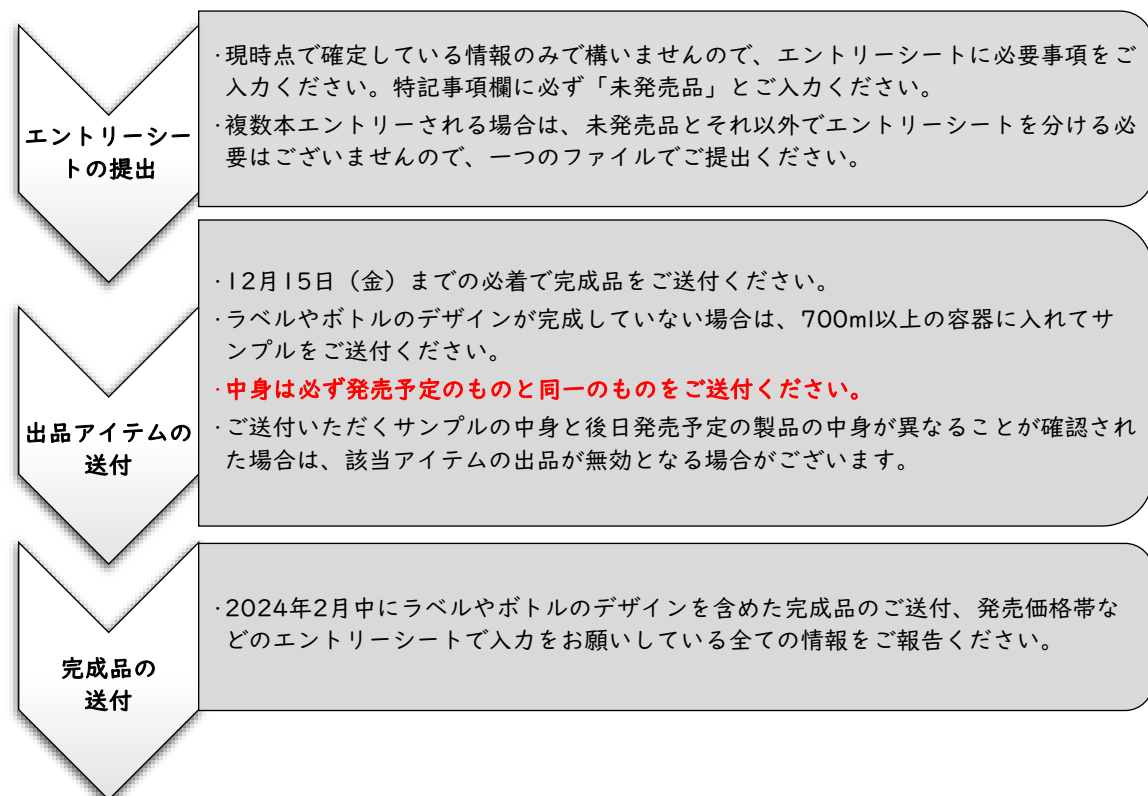 エントリーシー
トの提出
・現時点で確定している情報のみで構いませんので、エントリーシートに必要事項をご
入力ください。特記事項欄に必ず「未発売品」とご入力ください。
・複数本エントリーされる場合は、未発売品とそれ以外でエントリーシートを分ける必
要はございませんので、一つのファイルでご提出ください。
出品アイテムの
送付
・12月15日（金）までの必着で完成品をご送付ください。
・ラベルやボトルのデザインが完成していない場合は、700ml以上の容器に入れてサ
ンプルをご送付ください。
・中身は必ず発売予定のものと同一のものをご送付ください。
・ご送付いただくサンプルの中身と後日発売予定の製品の中身が異なることが確認され
た場合は、該当アイテムの出品が無効となる場合がございます。
完成品の
送付
・2024年2月中にラベルやボトルのデザインを含めた完成品のご送付、発売価格帯な
どのエントリーシートで入力をお願いしている全ての情報をご報告ください。